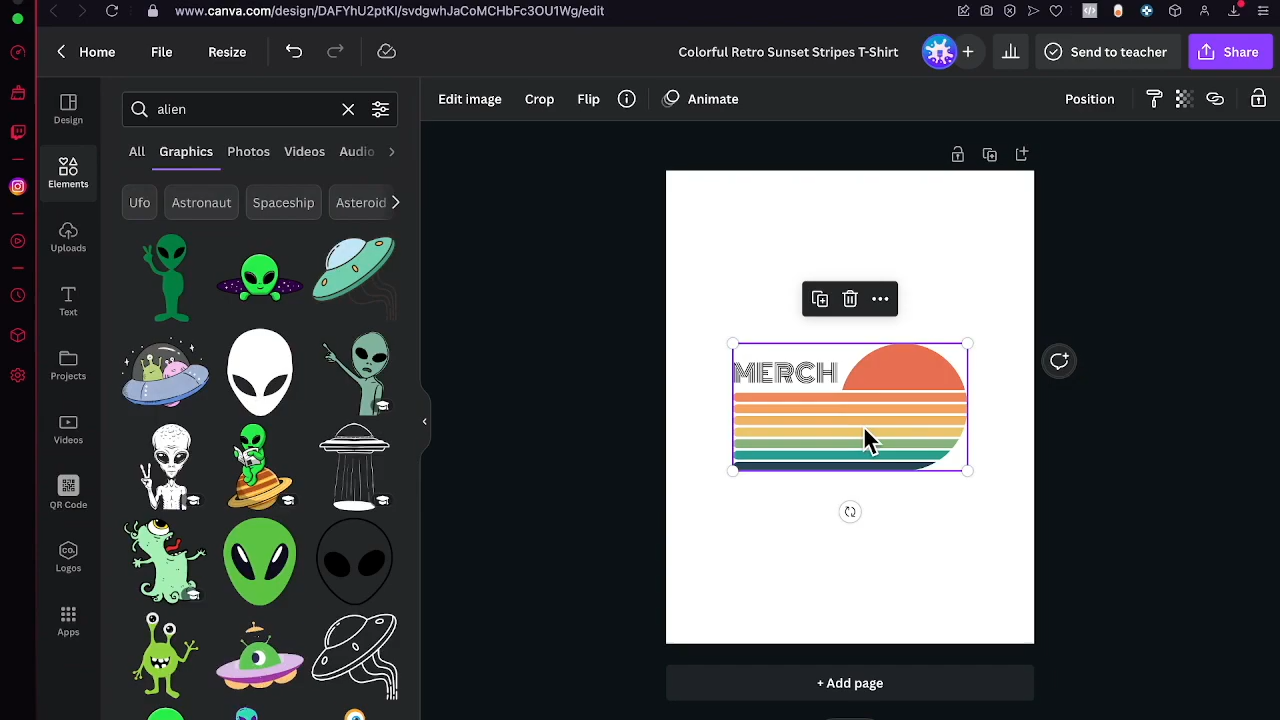 www.canva.com/design/DAFYhU2ptKI/svdgwhJaCoMCHbFc3OU1Wg/edit
Home File Resize Colorful Retro Sunset Stripes T-Shirt Send to teacher Share
Design
Elements
Uploads
Text
Projects
Videos
QR Code
CO.
Logos
Apps
alien
All Graphics Photos Videos Audio
Ufo Astronaut Spaceship Asteroid
Edit image Crop Flip Animate Position
MERCH
+ Add page